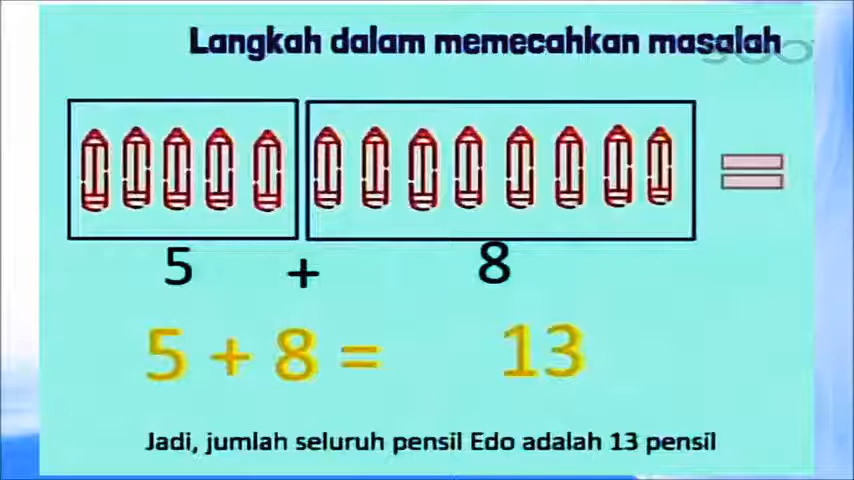 Langkah dalam memecahkan masalah
5 + 8
5 + 8 = 13
Jadi, jumlah seluruh pensil Edo adalah 13 pensil